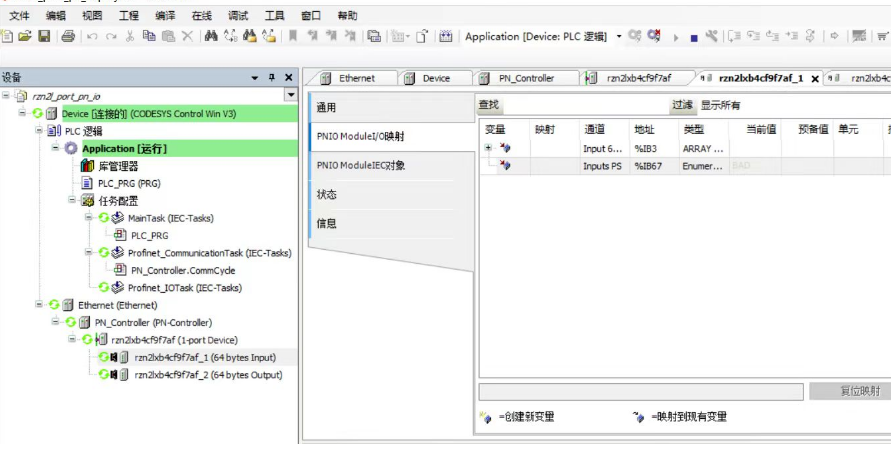 文件 编辑 视图 工程 编译 在线 调试 工具 窗口 帮助
Application [Device: PLC 逻辑]
设备
rzn2l_port_pn_io
Device [连接的] (CODESYS Control Win V3)
PLC 逻辑
Application [运行]
库管理器
PLC_PRG (PRG)
任务配置
MainTask (IEC-Tasks)
PLC_PRG
Profinet_CommunicationTask (IEC-Tasks)
PN_Controller.CommCycle
Profinet_IOTask (IEC-Tasks)
Ethernet (Ethernet)
PN_Controller (PN-Controller)
rzn2lxb4cf9f7af (1-port Device)
rzn2lxb4cf9f7af_1 (64 bytes Input)
rzn2lxb4cf9f7af_2 (64 bytes Output)
Ethernet Device PN_Controller rzn2lxb4cf9f7af rzn2lxb4cf9f7af_1 rzn2lxb4c
通用
PNIO ModuleI/O映射
PNIO ModuleIEC对象
状态
信息
查找 过滤 显示所有
变量 映射 通道 地址 类型 当前值 预备值 单元
Input 6... %IB3 ARRAY ...
Inputs PS %IB67 Enumer... BAD
复位映射
=创建新变量 =映射到现有变量